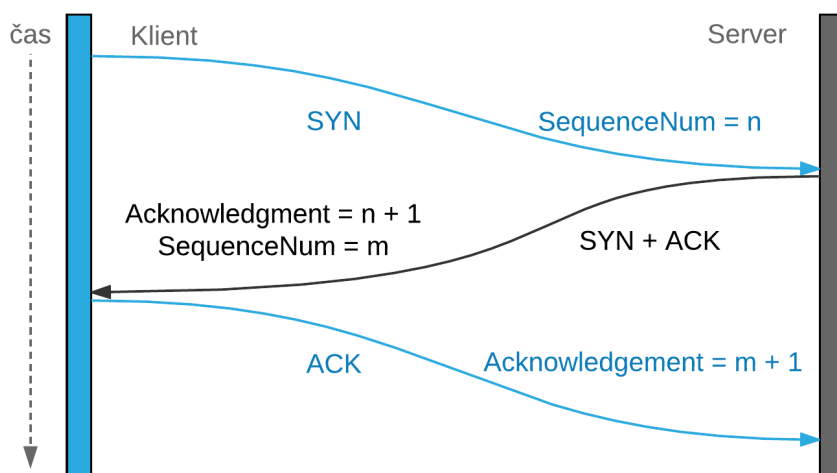 čas
Klient
Server
SYN
SequenceNum = n
Acknowledgment = n + 1
SequenceNum = m
SYN + ACK
ACK
Acknowledgement = m + 1